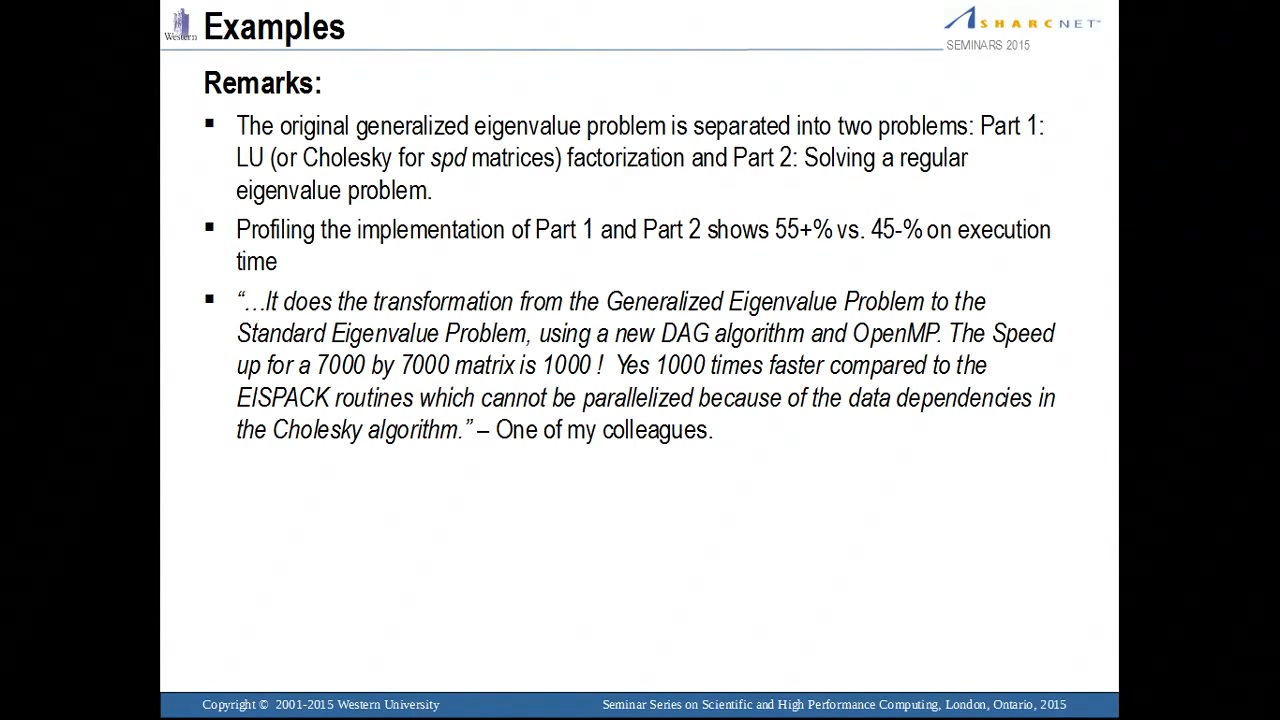 Western
Examples
SHARCNET™
SEMINARS 2015
Remarks:
▪ The original generalized eigenvalue problem is separated into two problems: Part 1:
LU (or Cholesky for spd matrices) factorization and Part 2: Solving a regular
eigenvalue problem.
▪ Profiling the implementation of Part 1 and Part 2 shows 55+% vs. 45-% on execution
time
▪ “…It does the transformation from the Generalized Eigenvalue Problem to the
Standard Eigenvalue Problem, using a new DAG algorithm and OpenMP. The Speed
up for a 7000 by 7000 matrix is 1000 ! Yes 1000 times faster compared to the
EISPACK routines which cannot be parallelized because of the data dependencies in
the Cholesky algorithm.” – One of my colleagues.
Copyright © 2001-2015 Western University
Seminar Series on Scientific and High Performance Computing, London, Ontario, 2015